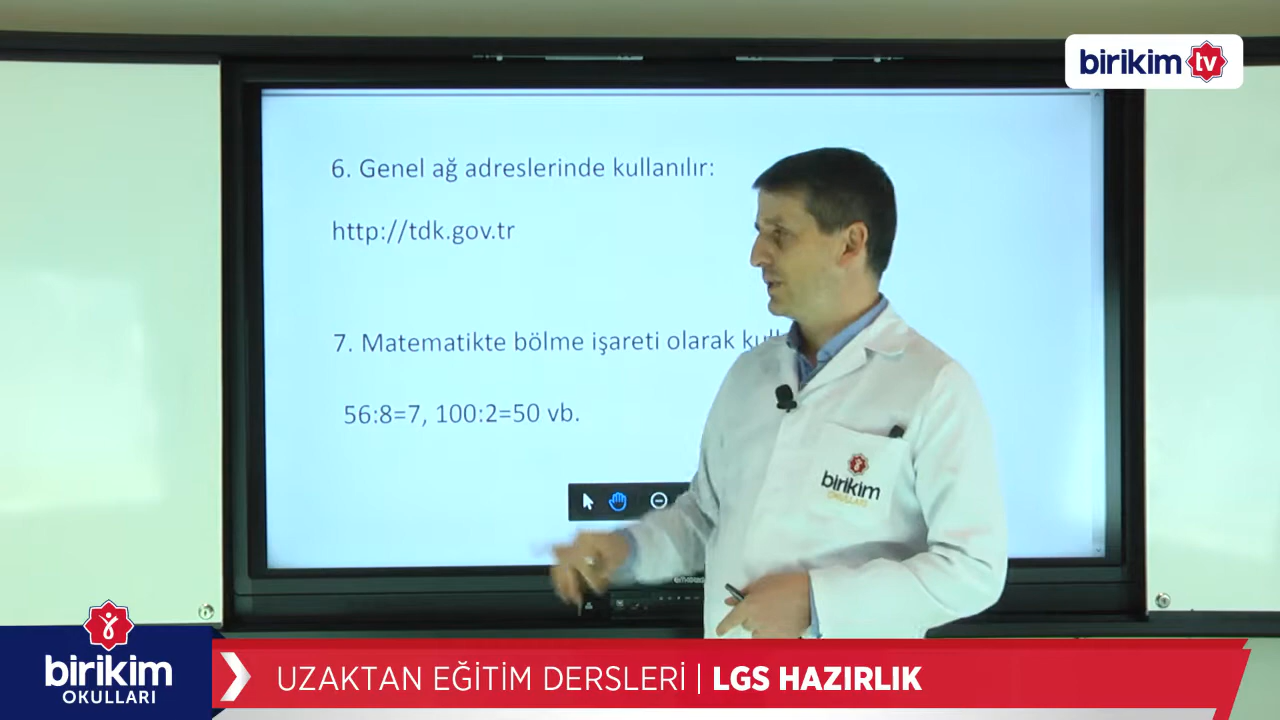 birikim tv
6. Genel ağ adreslerinde kullanılır:
http://tdk.gov.tr
7. Matematikte bölme işareti olarak
56:8=7, 100:2=50 vb.
birikim
OKULLARI
birikim
OKULLARI
UZAKTAN EĞİTİM DERSLERİ | LGS HAZIRLIK